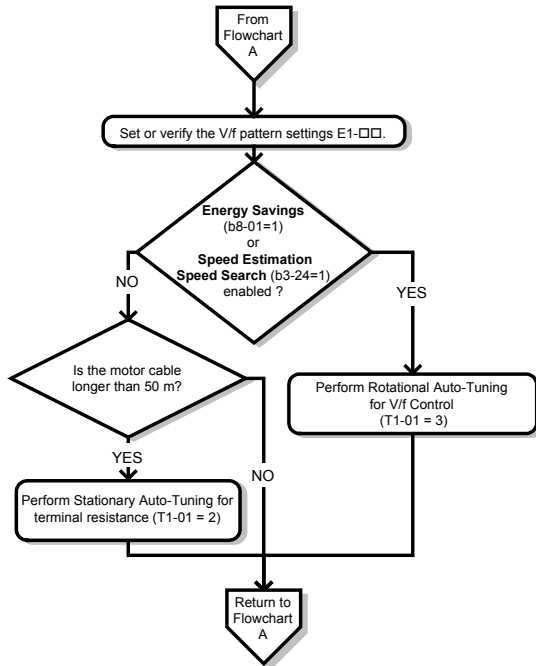 From
Flowchart
A
Set or verify the V/f pattern settings E1-□□.
Energy Savings
(b8-01=1)
or
Speed Estimation
Speed Search (b3-24=1)
enabled ?
NO
YES
Is the motor cable
longer than 50 m?
Perform Rotational Auto-Tuning
for V/f Control
(T1-01 = 3)
YES
NO
Perform Stationary Auto-Tuning for
terminal resistance (T1-01 = 2)
Return to
Flowchart
A